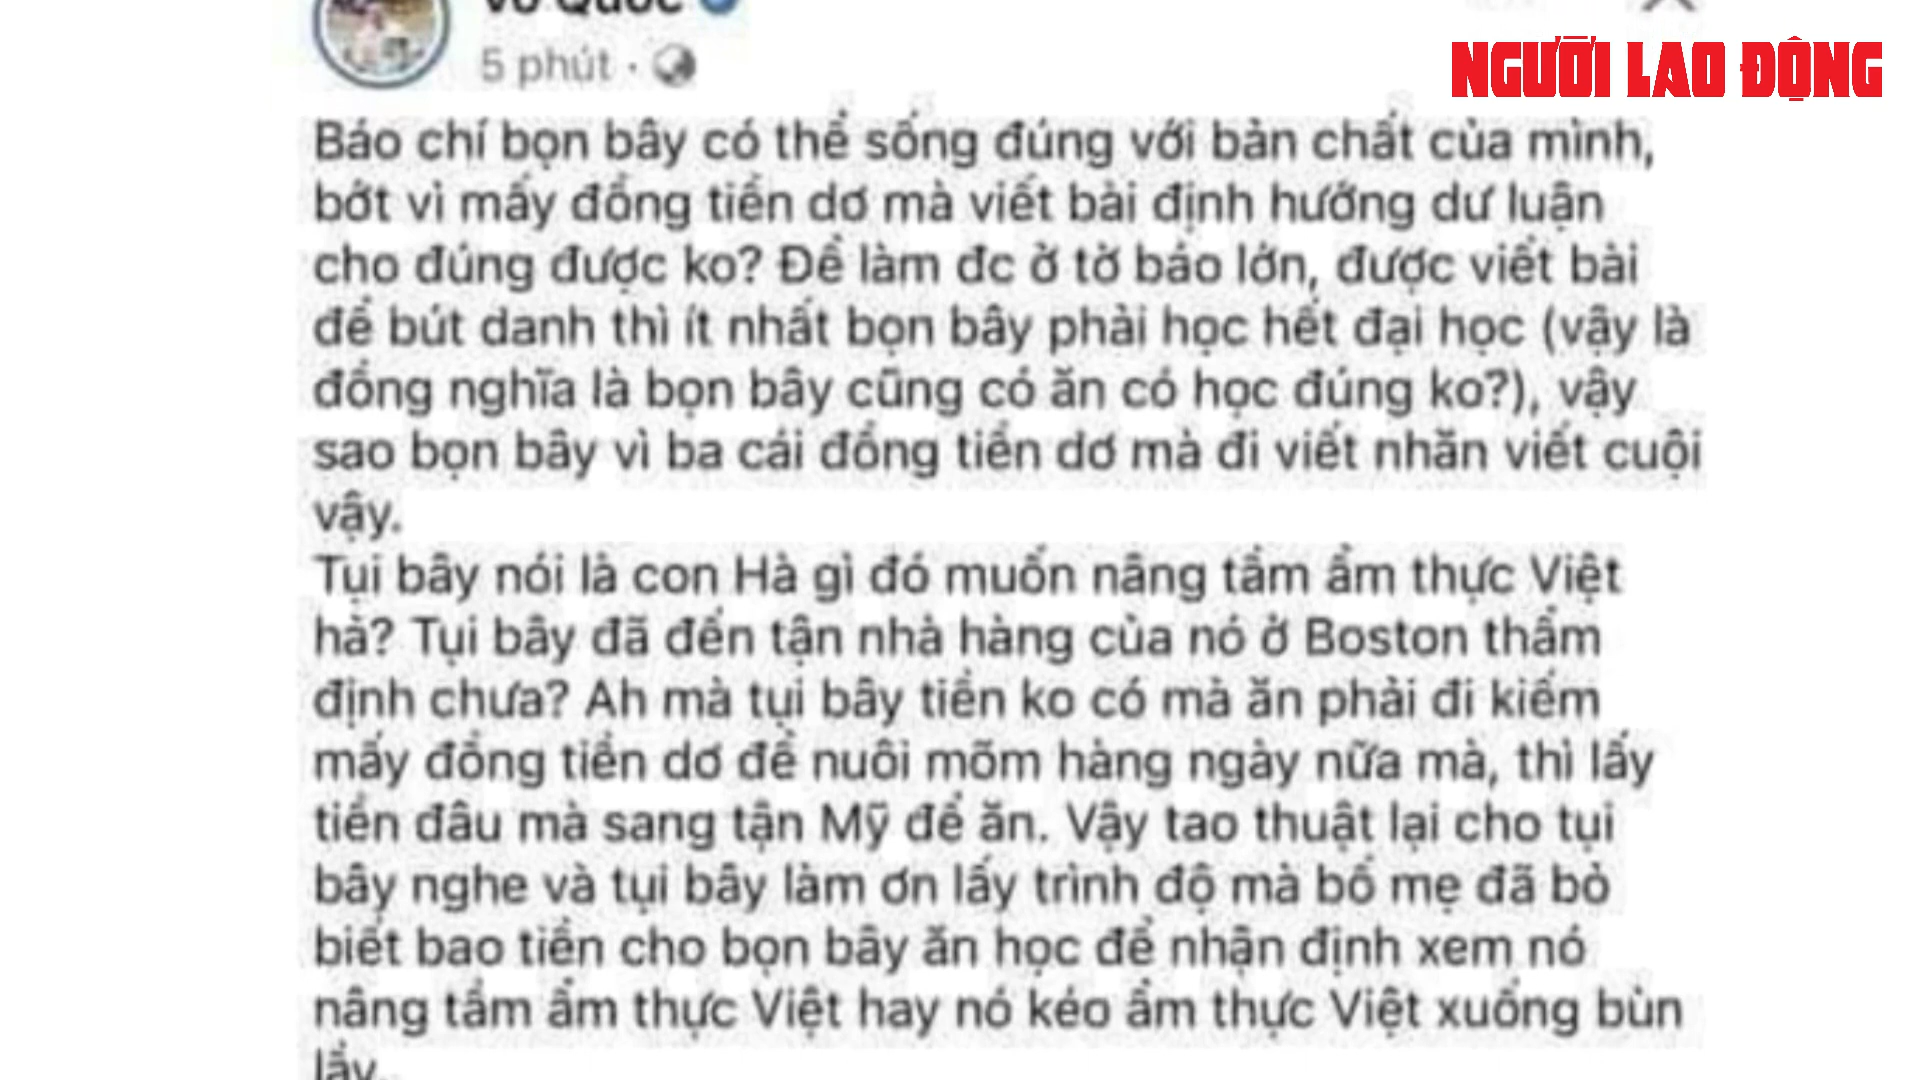 Võ Quốc
5 phút ·
NGƯỜI LAO ĐỘNG
Báo chí bọn bây có thể sống đúng với bản chất của mình,
bớt vì mấy đồng tiền dơ mà viết bài định hướng dư luận
cho đúng được ko? Để làm đc ở tờ báo lớn, được viết bài
để bút danh thì ít nhất bọn bây phải học hết đại học (vậy là
đồng nghĩa là bọn bây cũng có ăn có học đúng ko?), vậy
sao bọn bây vì ba cái đồng tiền dơ mà đi viết nhăn viết cuội
vậy.
Tụi bây nói là con Hà gì đó muốn nâng tầm ẩm thực Việt
hả? Tụi bây đã đến tận nhà hàng của nó ở Boston thẩm
định chưa? Ah mà tụi bây tiền ko có mà ăn phải đi kiếm
mấy đồng tiền dơ để nuôi mõm hàng ngày nữa mà, thì lấy
tiền đâu mà sang tận Mỹ để ăn. Vậy tao thuật lại cho tụi
bây nghe và tụi bây làm ơn lấy trình độ mà bố mẹ đã bỏ
biết bao tiền cho bọn bây ăn học để nhận định xem nó
nâng tầm ẩm thực Việt hay nó kéo ẩm thực Việt xuống bùn
lầy..